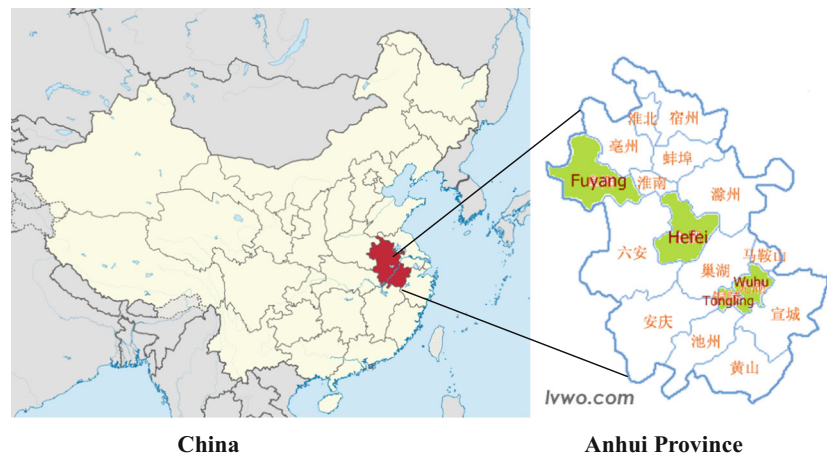 淮北
宿州
亳州
蚌埠
Fuyang
淮南
滁州
Hefei
六安
马鞍山
巢湖
Wuhu
Tongling
宣城
安庆
池州
黄山
lvwo.com
China
Anhui Province